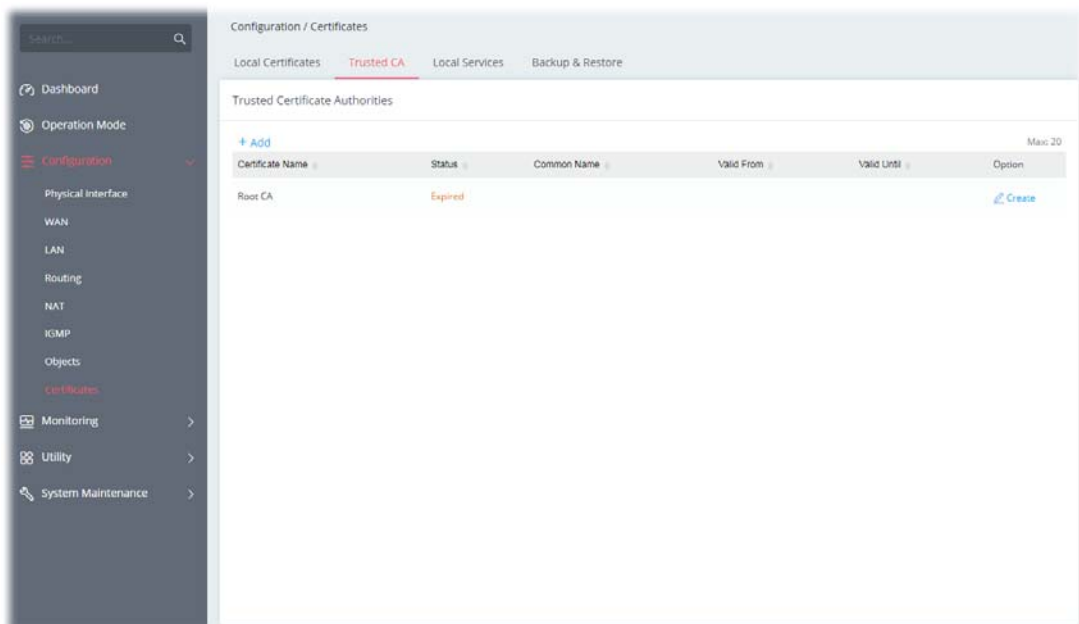 Search...
Dashboard
Operation Mode
Configuration
Physical Interface
WAN
LAN
Routing
NAT
IGMP
Objects
Certificates
Monitoring
Utility
System Maintenance
Configuration / Certificates
Local Certificates Trusted CA Local Services Backup & Restore
Trusted Certificate Authorities
+ Add Max: 20
Certificate Name Status Common Name Valid From Valid Until Option
Root CA Expired Create